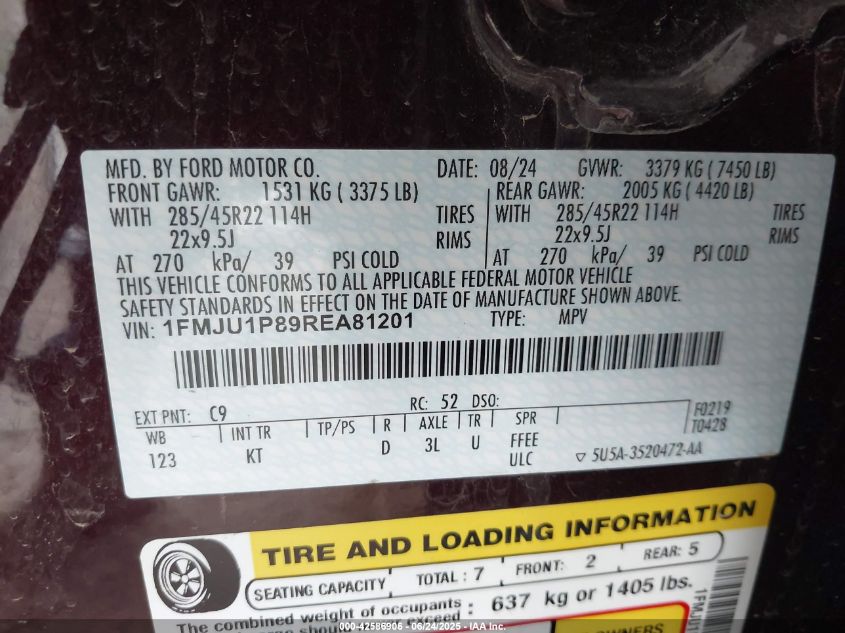 MFD. BY FORD MOTOR CO. DATE: 08/24 GVWR: 3379 KG ( 7450 LB)
FRONT GAWR: 1531 KG ( 3375 LB) REAR GAWR: 2005 KG ( 4420 LB)
WITH 285/45R22 114H TIRES WITH 285/45R22 114H TIRES
22x9.5J RIMS 22x9.5J RIMS
AT 270 kPa/ 39 PSI COLD AT 270 kPa/ 39 PSI COLD
THIS VEHICLE CONFORMS TO ALL APPLICABLE FEDERAL MOTOR VEHICLE
SAFETY STANDARDS IN EFFECT ON THE DATE OF MANUFACTURE SHOWN ABOVE.
VIN: 1FMJU1P89REA81201 TYPE: MPV
EXT PNT: C9 RC: 52 DSO: F0219
WB INT TR TP/PS R AXLE TR SPR T0428
123 KT D 3L U FFEE
ULC ▽ 5U5A-3520472-AA
TIRE AND LOADING INFORMATION
SEATING CAPACITY TOTAL : 7 FRONT: 2 REAR: 5
The combined weight of occupants : 637 kg or 1405 lbs.
OWNERS
1FMJU1
000-42586906 - 06/24/2025 - IAA Inc.